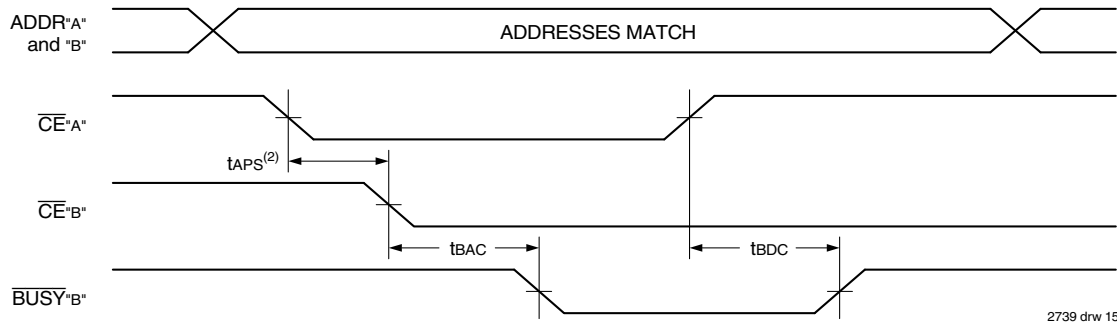 ADDR"A"
and "B"
ADDRESSES MATCH
CE"A"
tAPS(2)
CE"B"
tBAC
tBDC
BUSY"B"
2739 drw 15